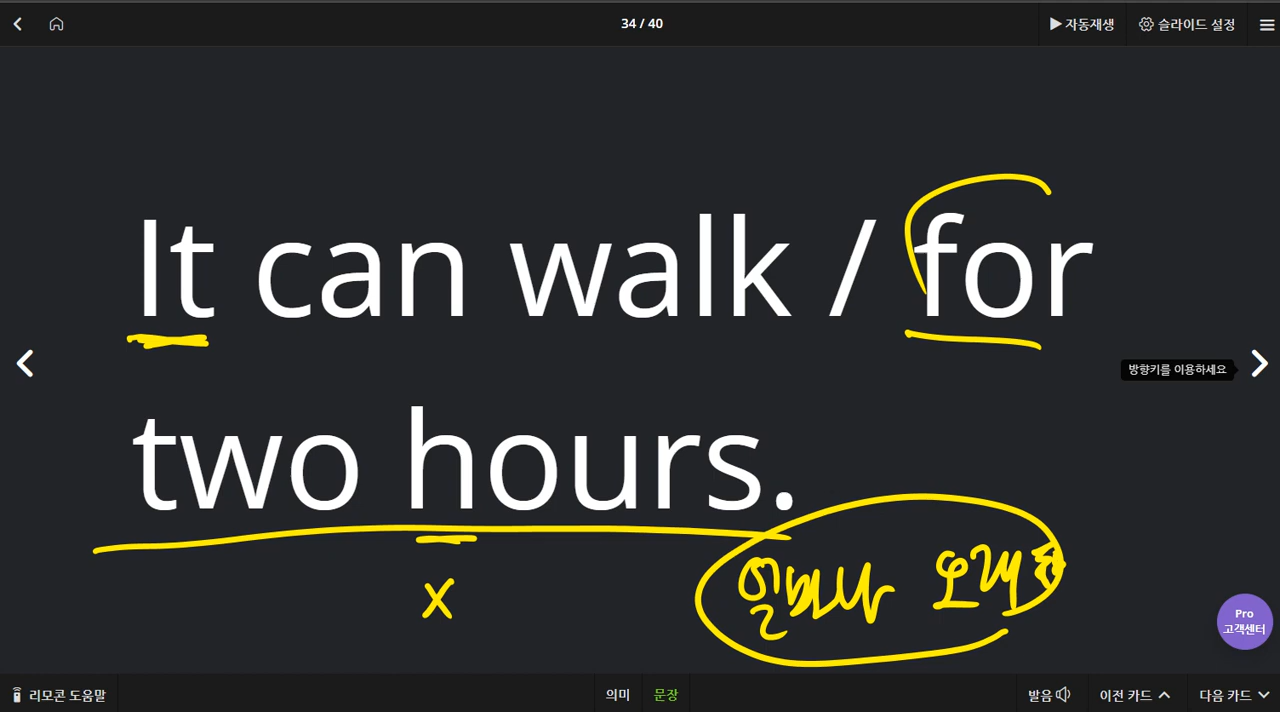 34 / 40
자동재생
슬라이드 설정
It can walk / for
방향키를 이용하세요
two hours.
x
얼마나 오래
Pro
고객센터
리모콘 도움말
의미
문장
발음
이전 카드
다음 카드